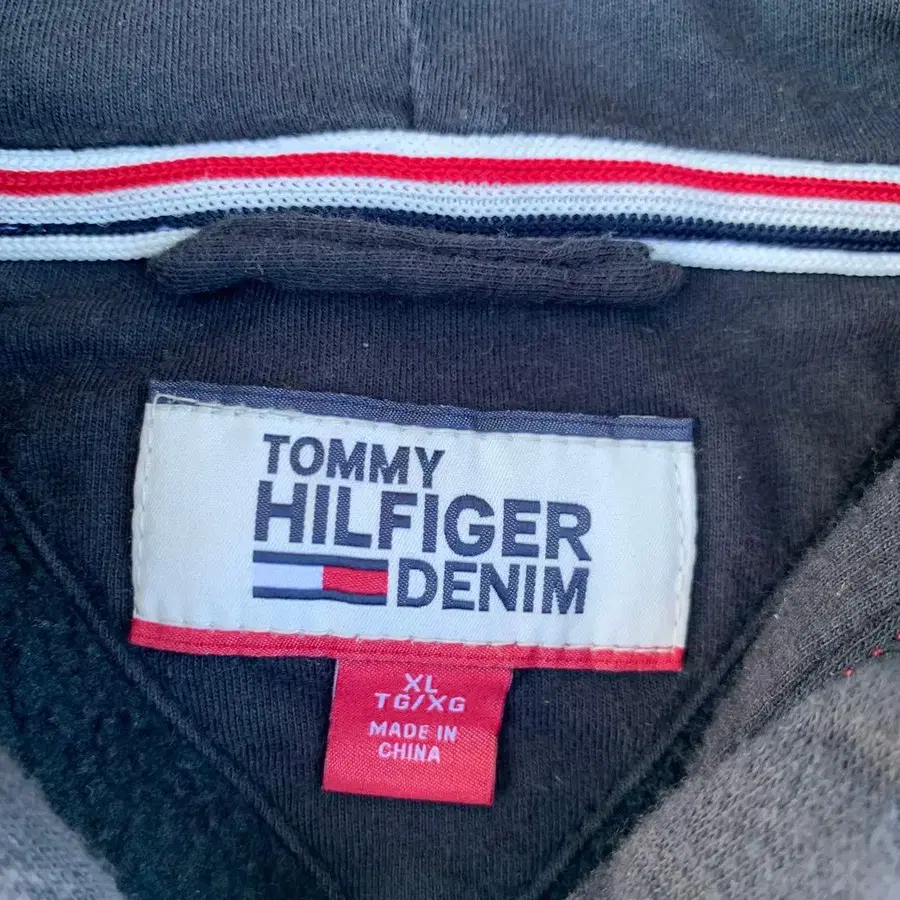 TOMMY
HILFIGER
DENIM
XL
TG/XG
MADE IN
CHINA